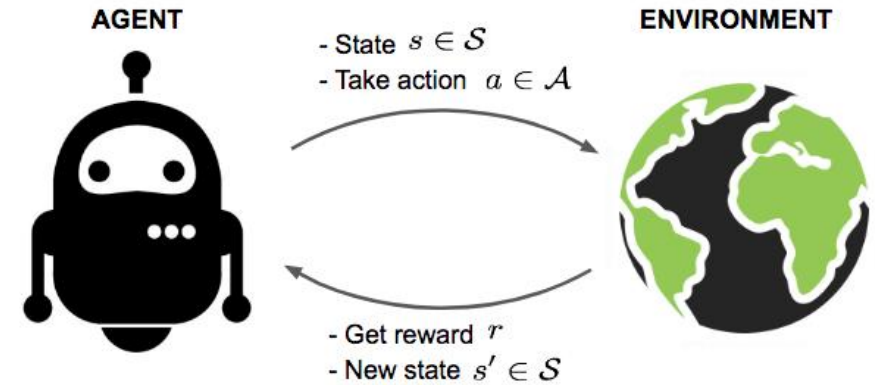 AGENT
ENVIRONMENT
- State s ∈ 𝒮
- Take action a ∈ 𝒜
- Get reward r
- New state s′ ∈ 𝒮